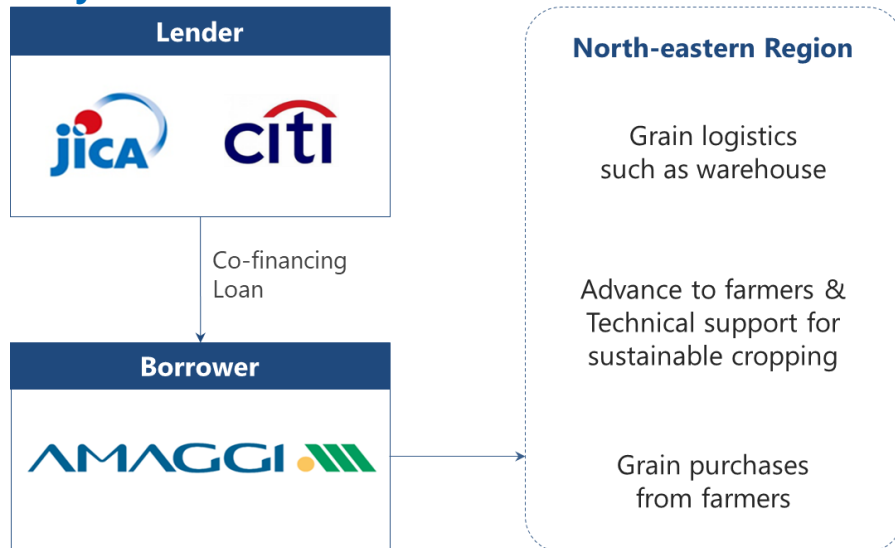 Lender
JICA
citi
Co-financing
Loan
Borrower
AMAGGI
North-eastern Region
Grain logistics
such as warehouse
Advance to farmers &
Technical support for
sustainable cropping
Grain purchases
from farmers